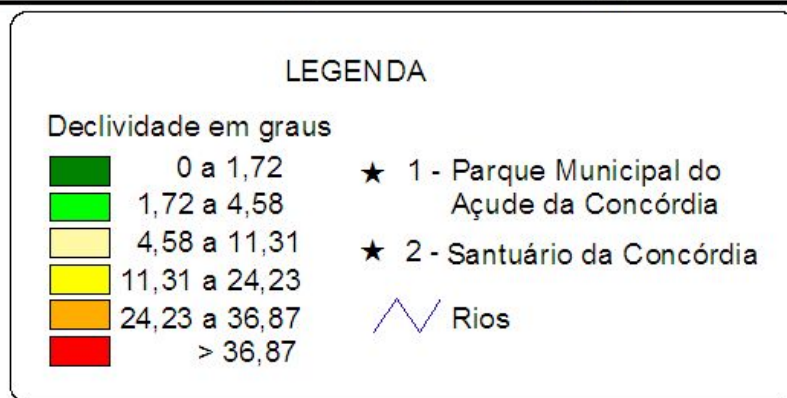 LEGENDA
Declividade em graus
0 a 1,72
1,72 a 4,58
4,58 a 11,31
11,31 a 24,23
24,23 a 36,87
> 36,87
★ 1 - Parque Municipal do
Açude da Concórdia
★ 2 - Santuário da Concórdia
Rios